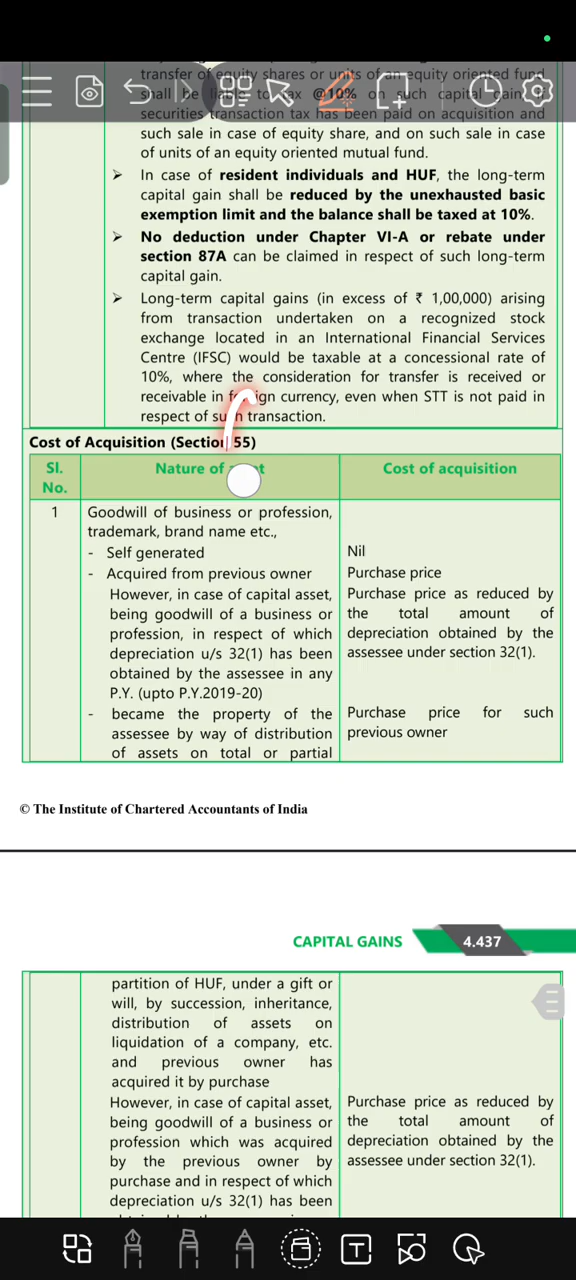 transfer of equity shares or units of an equity oriented fund
shall be liable to tax @10% on such capital gain
securities transaction tax has been paid on acquisition and
such sale in case of equity share, and on such sale in case
of units of an equity oriented mutual fund.
➢ In case of resident individuals and HUF, the long-term
capital gain shall be reduced by the unexhausted basic
exemption limit and the balance shall be taxed at 10%.
➢ No deduction under Chapter VI-A or rebate under
section 87A can be claimed in respect of such long-term
capital gain.
➢ Long-term capital gains (in excess of ₹ 1,00,000) arising
from transaction undertaken on a recognized stock
exchange located in an International Financial Services
Centre (IFSC) would be taxable at a concessional rate of
10%, where the consideration for transfer is received or
receivable in foreign currency, even when STT is not paid in
respect of such transaction.
Cost of Acquisition (Section 55)
Sl. No.
Nature of
Cost of acquisition
1
Goodwill of business or profession,
trademark, brand name etc.,
- Self generated
Nil
- Acquired from previous owner
Purchase price
However, in case of capital asset,
being goodwill of a business or
profession, in respect of which
depreciation u/s 32(1) has been
obtained by the assessee in any
P.Y. (upto P.Y.2019-20)
Purchase price as reduced by
the total amount of
depreciation obtained by the
assessee under section 32(1).
- became the property of the
assessee by way of distribution
of assets on total or partial
Purchase price for such
previous owner
© The Institute of Chartered Accountants of India
CAPITAL GAINS
4.437
partition of HUF, under a gift or
will, by succession, inheritance,
distribution of assets on
liquidation of a company, etc.
and previous owner has
acquired it by purchase
However, in case of capital asset,
being goodwill of a business or
profession which was acquired
by the previous owner by
purchase and in respect of which
depreciation u/s 32(1) has been
Purchase price as reduced by
the total amount of
depreciation obtained by the
assessee under section 32(1).
T